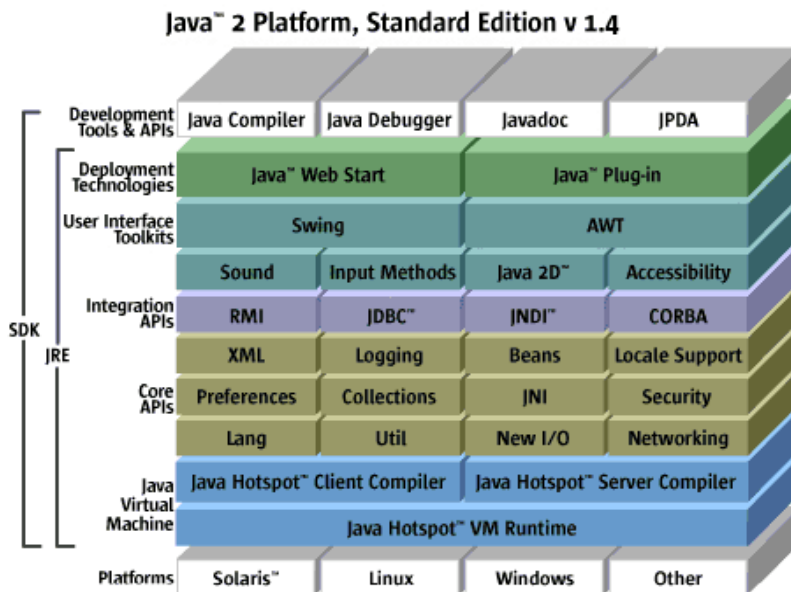 Java™ 2 Platform, Standard Edition v 1.4
Development
Tools & APIs
Java Compiler
Java Debugger
Javadoc
JPDA
Deployment
Technologies
Java™ Web Start
Java™ Plug-in
User Interface
Toolkits
Swing
AWT
Sound
Input Methods
Java 2D™
Accessibility
Integration
APIs
RMI
JDBC™
JNDI™
CORBA
SDK
JRE
XML
Logging
Beans
Locale Support
Core
APIs
Preferences
Collections
JNI
Security
Lang
Util
New I/O
Networking
Java
Virtual
Machine
Java Hotspot™ Client Compiler
Java Hotspot™ Server Compiler
Java Hotspot™ VM Runtime
Platforms
Solaris™
Linux
Windows
Other